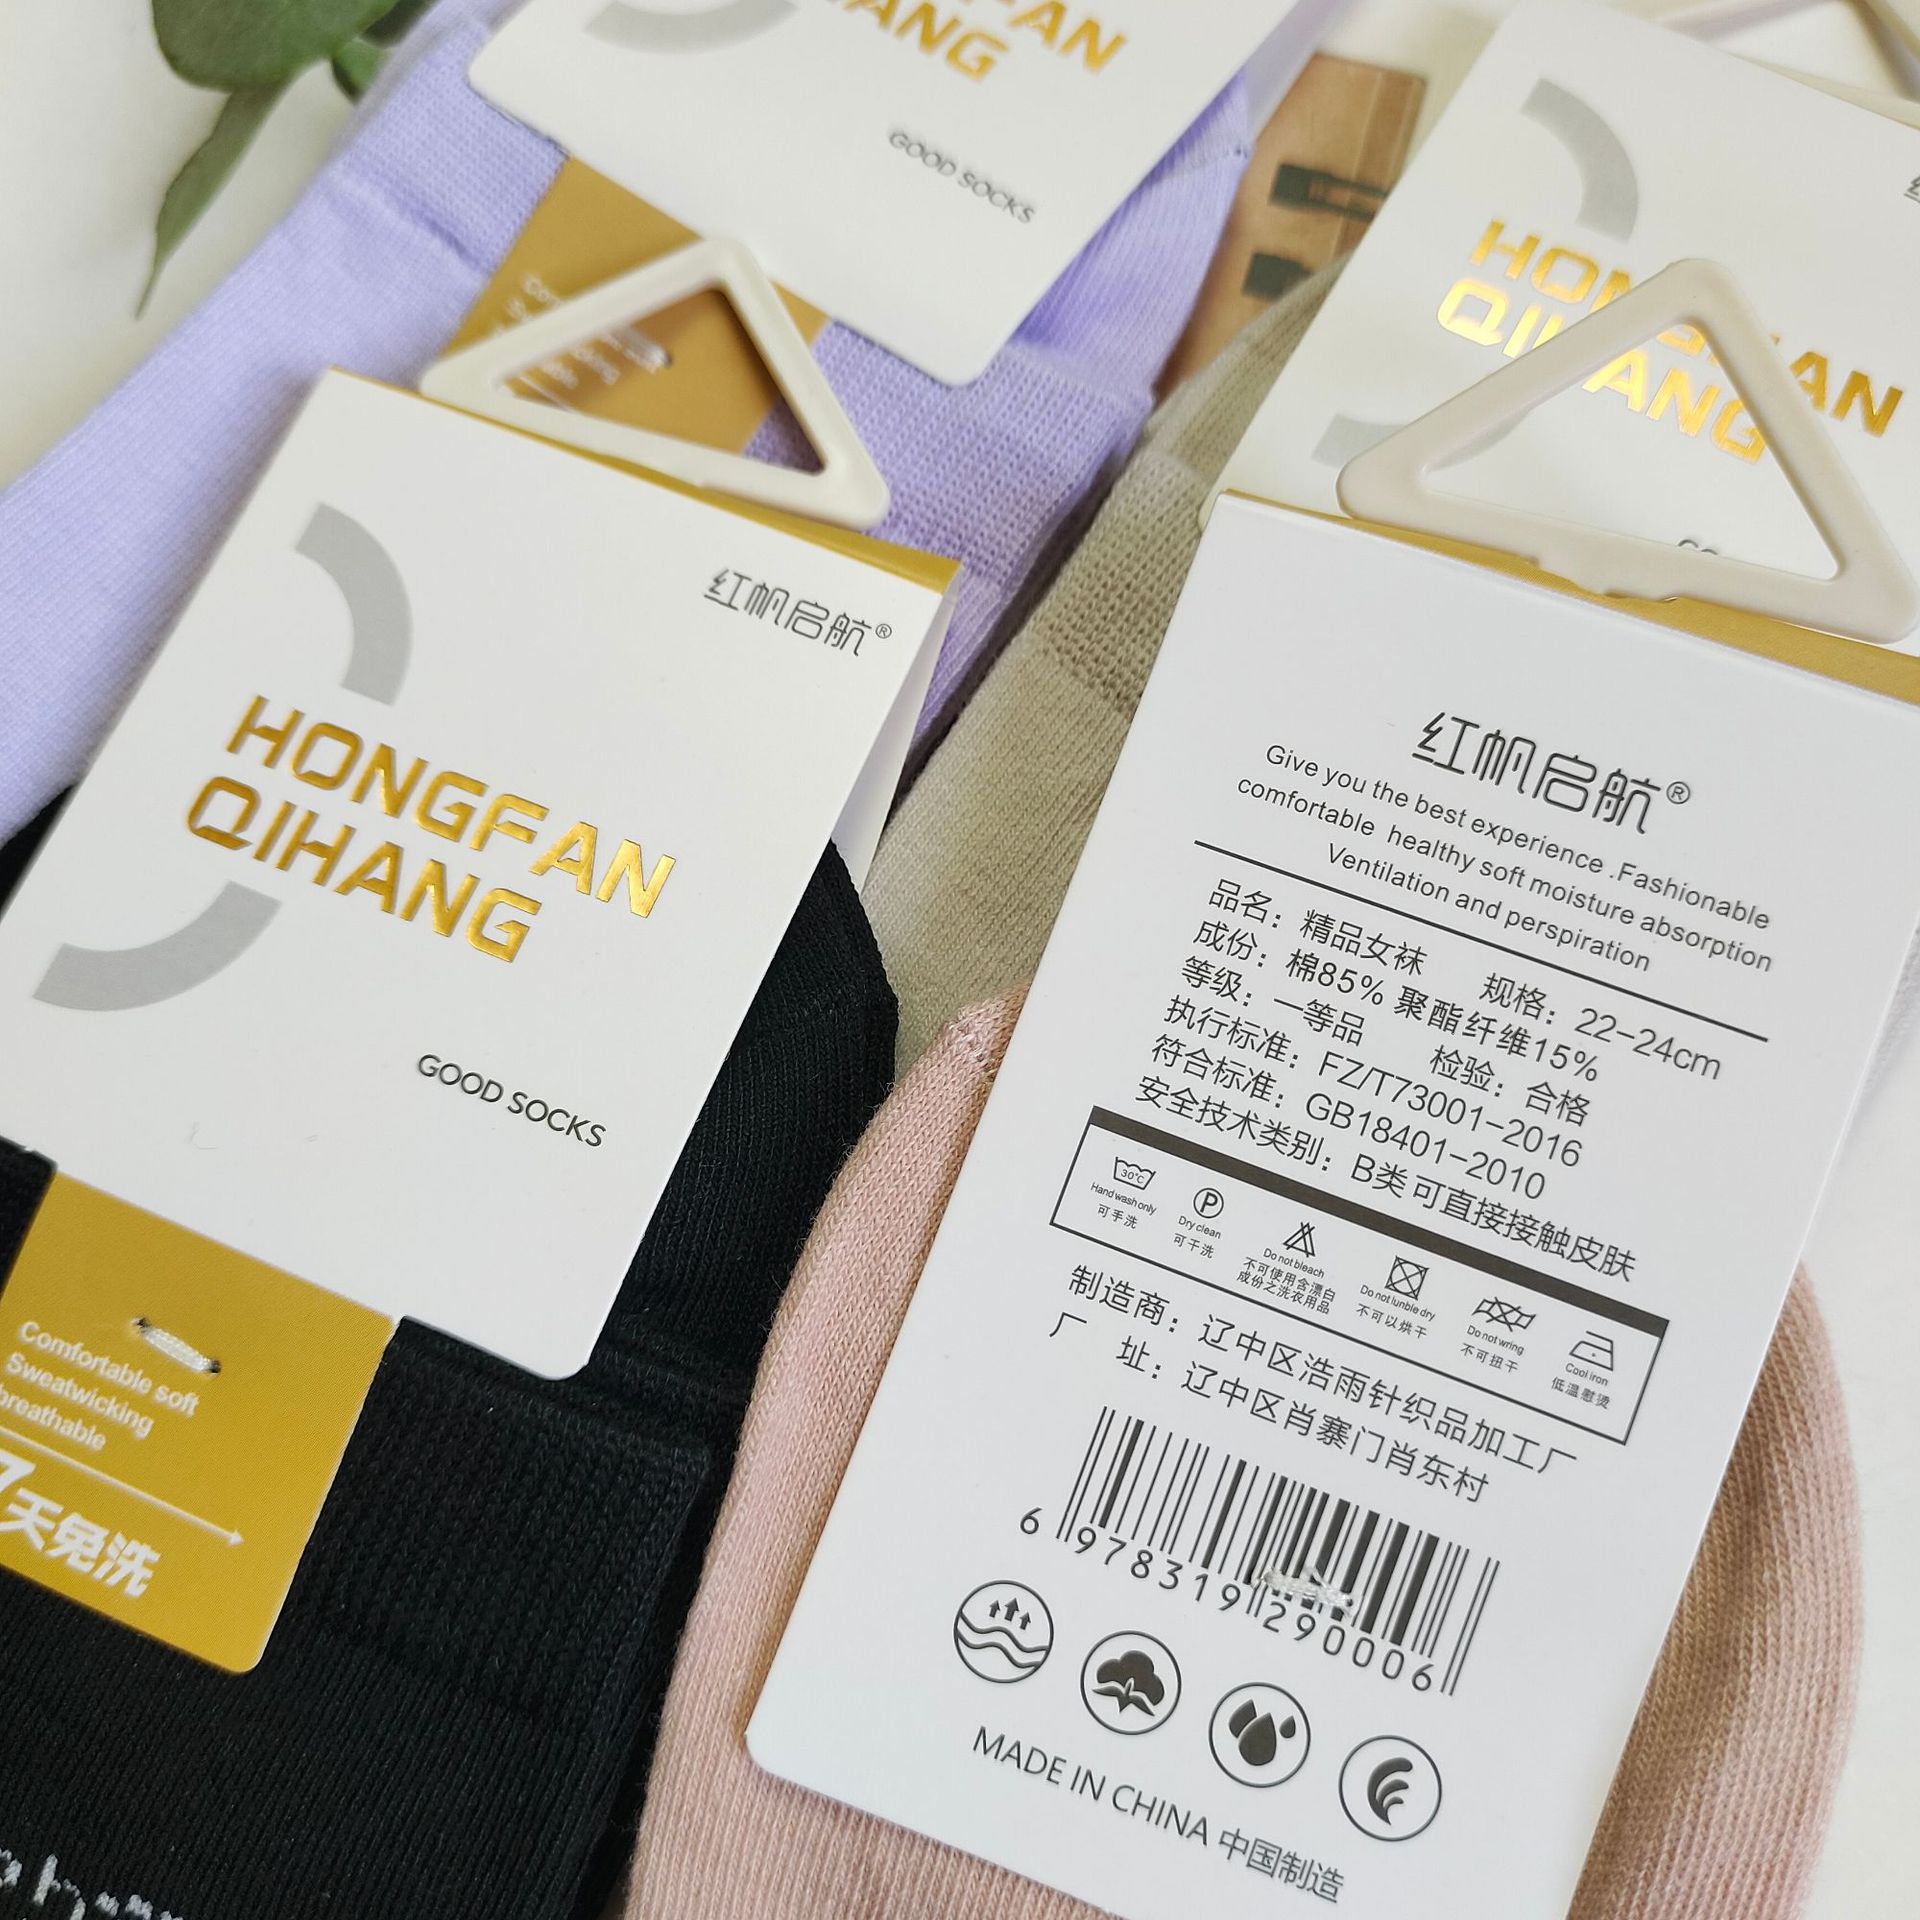 FAN
HANG
GOOD SOCKS
HONGFAN
QIHANG
红帆启航®
HONGFAN
QIHANG
GOOD SOCKS
Comfortable soft
Sweatwicking
breathable
7天免洗
红帆启航®
Give you the best experience .Fashionable
comfortable healthy soft moisture absorption
Ventilation and perspiration
品名：精品女袜 规格：22-24cm
成份：棉85% 聚酯纤维15%
等级：一等品 检验：合格
执行标准：FZ/T73001-2016
符合标准：GB18401-2010
安全技术类别：B类 可直接接触皮肤
30°C
Hand wash only
可手洗
P
Dry clean
可干洗
Do not bleach
不可使用含漂白
成份之洗衣用品
Do not lunble dry
不可以烘干
Do not wring
不可扭干
Cool iron
低温慰烫
制造商：辽中区浩雨针织品加工厂
厂 址：辽中区肖寨门肖东村
6 978319 290006
MADE IN CHINA 中国制造